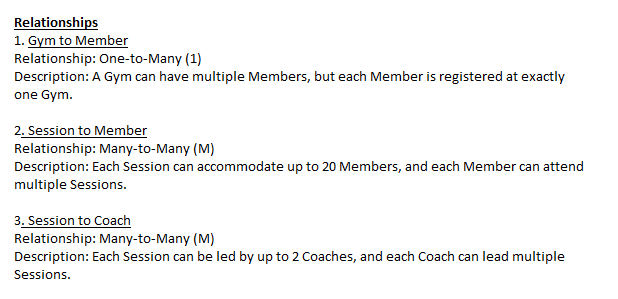 Relationships
1. Gym to Member
Relationship: One-to-Many (1)
Description: A Gym can have multiple Members, but each Member is registered at exactly
one Gym.
2. Session to Member
Relationship: Many-to-Many (M)
Description: Each Session can accommodate up to 20 Members, and each Member can attend
multiple Sessions.
3. Session to Coach
Relationship: Many-to-Many (M)
Description: Each Session can be led by up to 2 Coaches, and each Coach can lead multiple
Sessions.